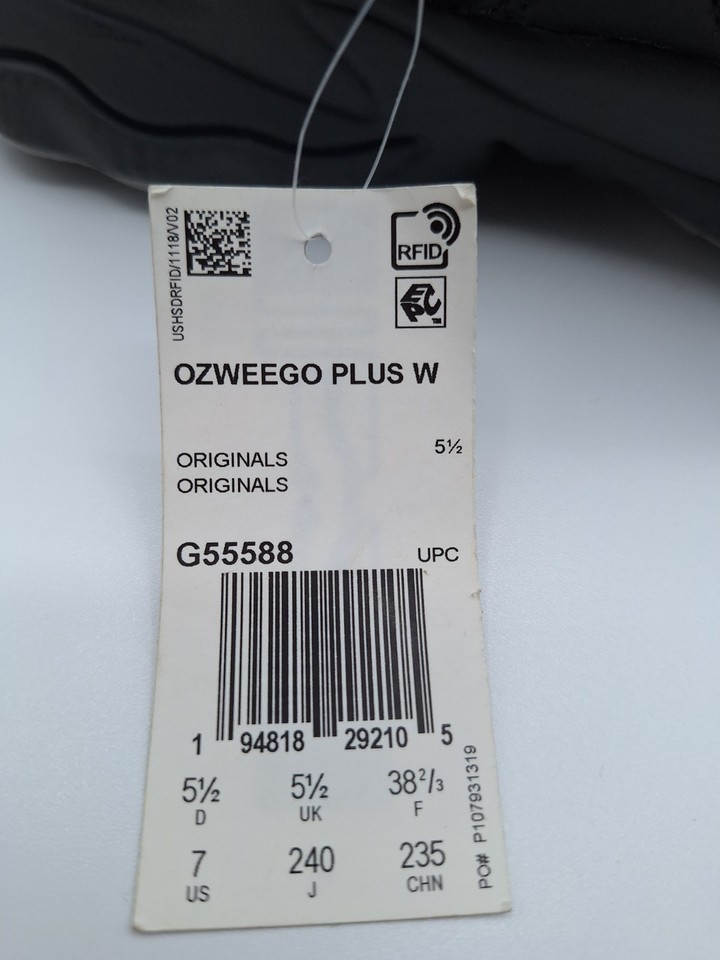 USHSDRFID/1118/V02
RFID
EPC™
OZWEEGO PLUS W
5½
ORIGINALS
ORIGINALS
G55588
UPC
1 94818 29210 5
5½ 5½ 38²/₃
D UK F
7 240 235
US J CHN
PO# P107931319